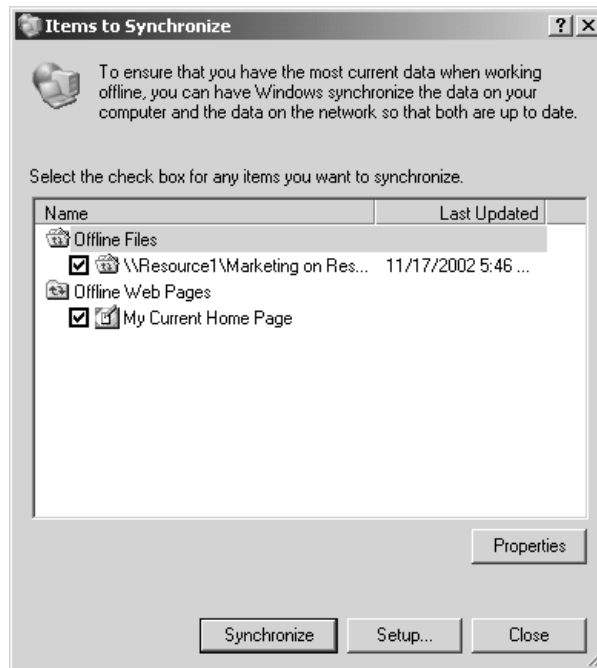 Items to Synchronize
To ensure that you have the most current data when working
offline, you can have Windows synchronize the data on your
computer and the data on the network so that both are up to date.
Select the check box for any items you want to synchronize.
Name Last Updated
Offline Files
\\Resource1\Marketing on Res... 11/17/2002 5:46 ...
Offline Web Pages
My Current Home Page
Properties
Synchronize Setup... Close